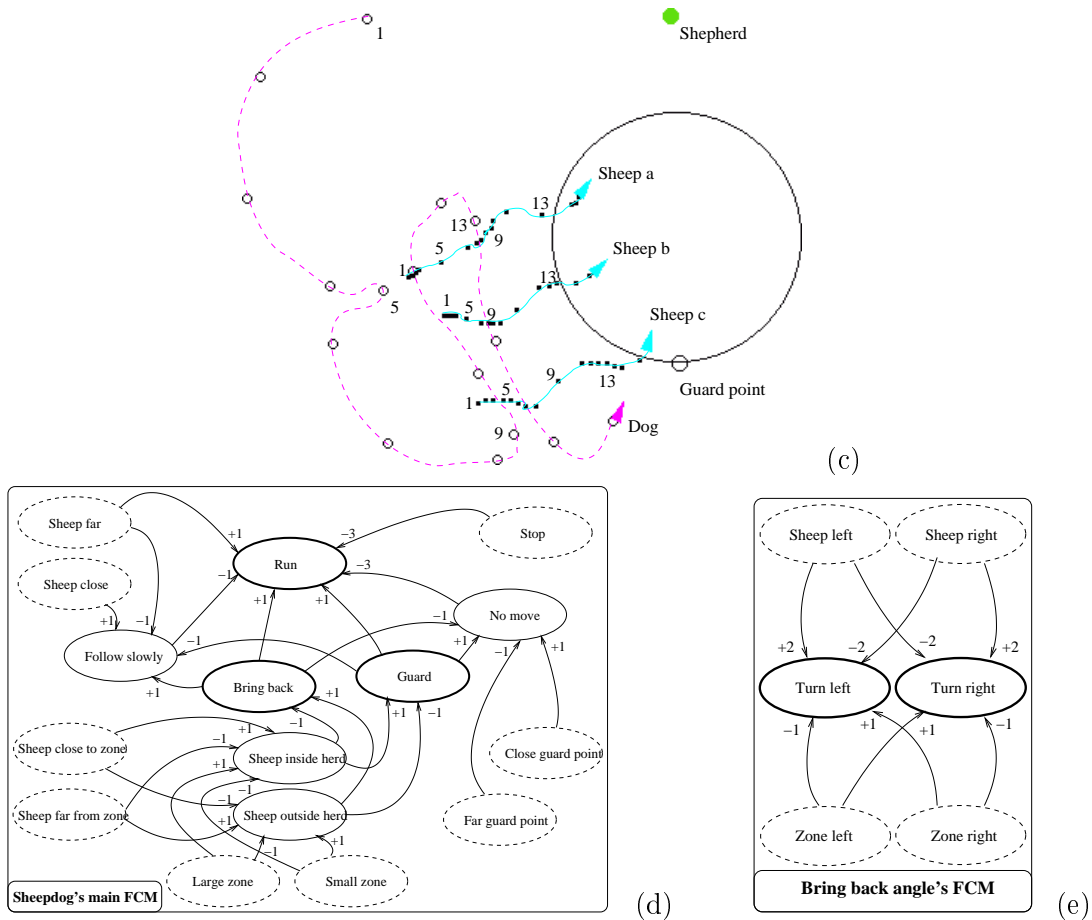 1
Shepherd
Sheep a
13
13
5
9
1
Sheep b
13
5
1
5
9
Sheep c
9
13
Guard point
5
1
9
Dog
(c)
Sheep far
+1
−3
Stop
Run
−1
−3
Sheep close
+1
−1
+1
+1
−1
No move
Follow slowly
−1
+1
−1
+1
+1
Bring back
Guard
+1
+1
−1
−1
Sheep close to zone
+1
−1
Sheep inside herd
+1
Close guard point
−1
−1
Sheep far from zone
+1
Sheep outside herd
Far guard point
−1
+1
Large zone
Small zone
Sheepdog's main FCM
(d)
Sheep left
Sheep right
+2
−2
−2
+2
Turn left
Turn right
−1
+1
+1
−1
Zone left
Zone right
Bring back angle's FCM
(e)